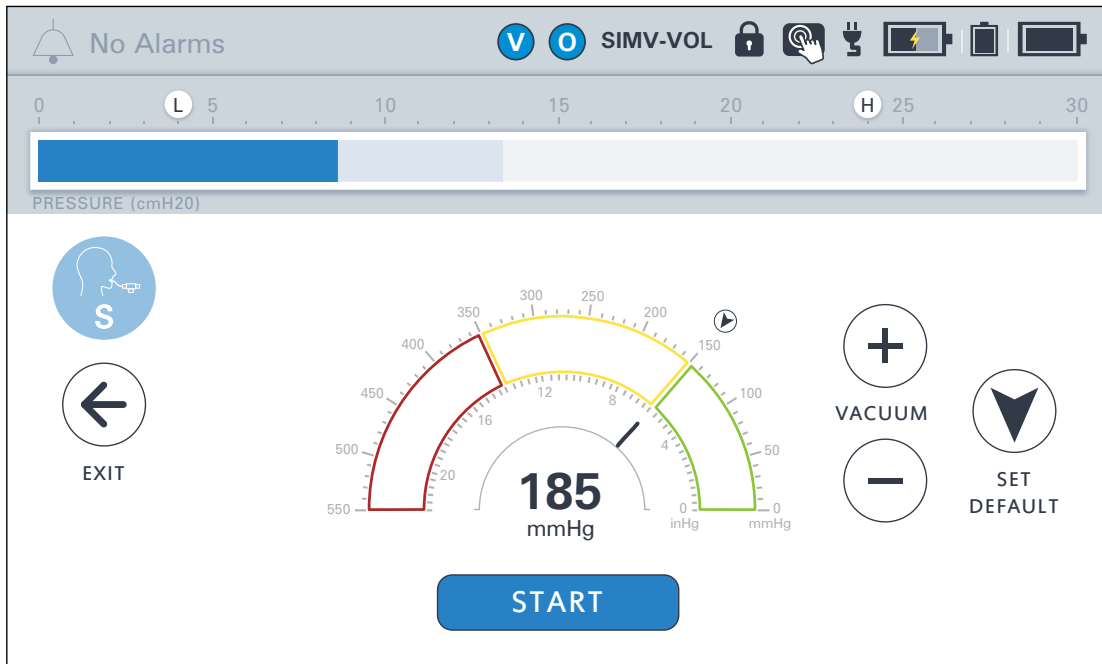 No Alarms
V O SIMV-VOL
0 L 5 10 15 20 H 25 30
PRESSURE (cmH20)
S
EXIT
550 500 450 400 350 300 250 200 150 100 50 0
mmHg
20 16 12 8 4 0
inHg
185
mmHg
VACUUM
SET
DEFAULT
START